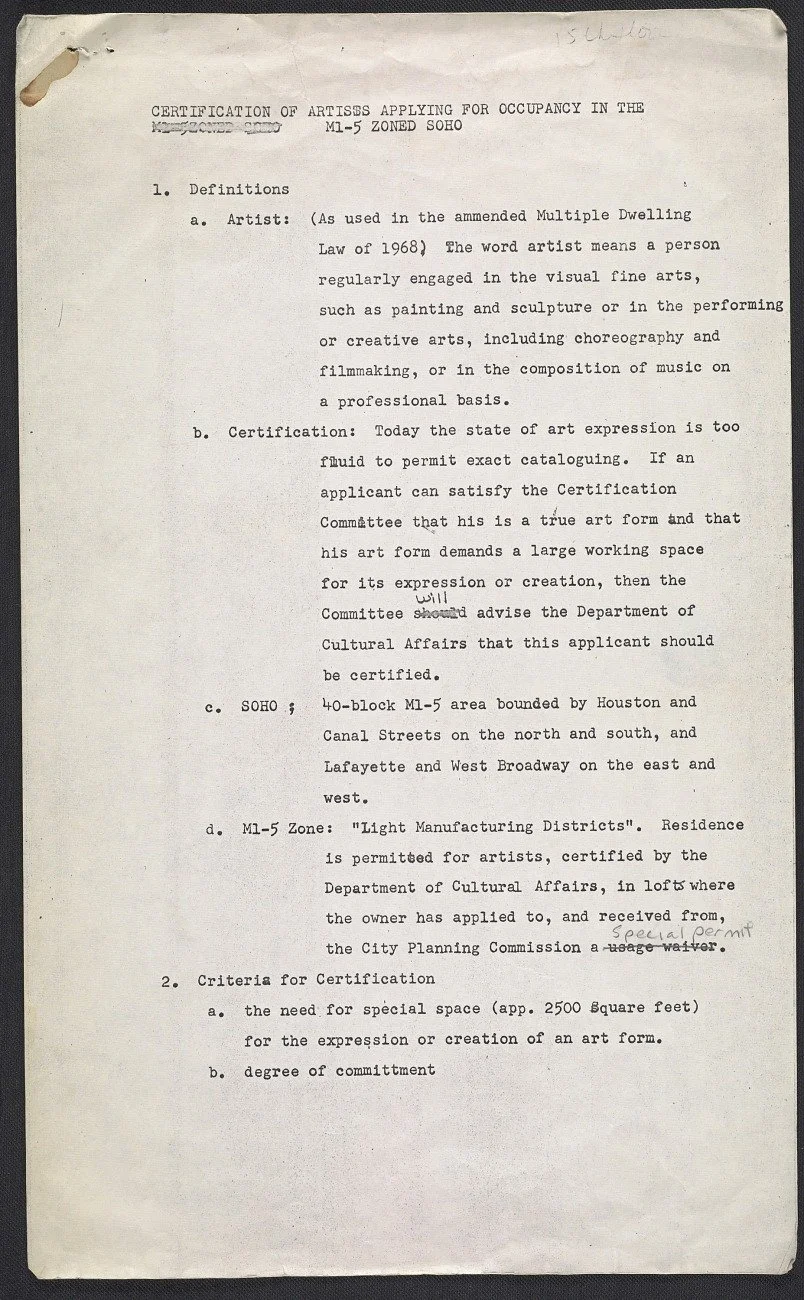 CERTIFICATION OF ARTISTS APPLYING FOR OCCUPANCY IN THE
M1-5ZONED SOHO M1-5 ZONED SOHO
1. Definitions
a. Artist: (As used in the ammended Multiple Dwelling
Law of 1968) The word artist means a person
regularly engaged in the visual fine arts,
such as painting and sculpture or in the performing
or creative arts, including choreography and
filmmaking, or in the composition of music on
a professional basis.
b. Certification: Today the state of art expression is too
fluid to permit exact cataloguing. If an
applicant can satisfy the Certification
Committee that his is a true art form and that
his art form demands a large working space
for its expression or creation, then the
will
Committee should advise the Department of
Cultural Affairs that this applicant should
be certified.
c. SOHO ; 40-block M1-5 area bounded by Houston and
Canal Streets on the north and south, and
Lafayette and West Broadway on the east and
west.
d. M1-5 Zone: "Light Manufacturing Districts". Residence
is permitted for artists, certified by the
Department of Cultural Affairs, in lofts where
the owner has applied to, and received from,
Special permit
the City Planning Commission a usage waiver.
2. Criteria for Certification
a. the need for special space (app. 2500 Square feet)
for the expression or creation of an art form.
b. degree of committment